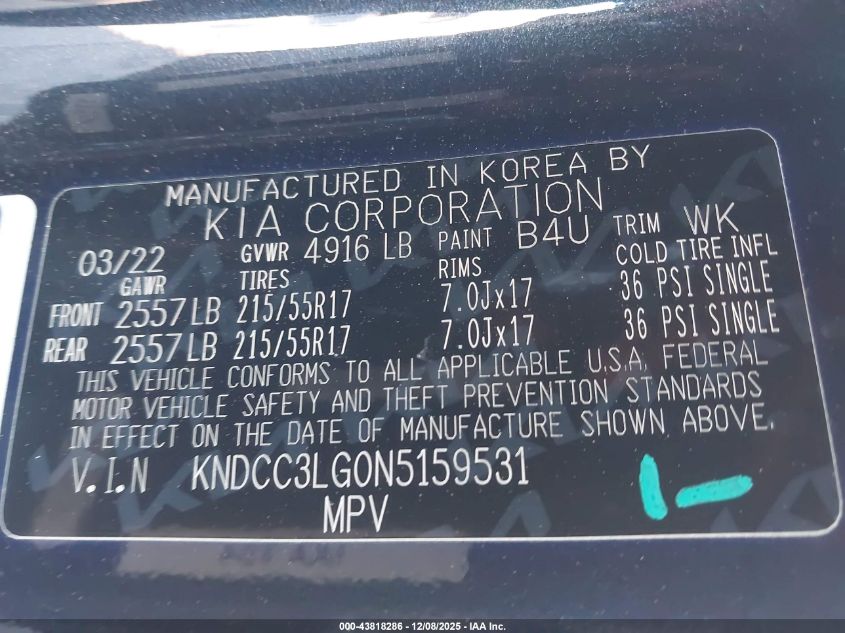 MANUFACTURED IN KOREA BY
KIA CORPORATION
03/22 GVWR 4916 LB PAINT B4U TRIM WK
GAWR TIRES RIMS COLD TIRE INFL
FRONT 2557LB 215/55R17 7.0Jx17 36 PSI SINGLE
REAR 2557LB 215/55R17 7.0Jx17 36 PSI SINGLE
THIS VEHICLE CONFORMS TO ALL APPLICABLE U.S.A. FEDERAL
MOTOR VEHICLE SAFETY AND THEFT PREVENTION STANDARDS
IN EFFECT ON THE DATE OF MANUFACTURE SHOWN ABOVE.
V.I.N KNDCC3LG0N5159531
MPV
000-43818286 - 12/08/2025 - IAA Inc.